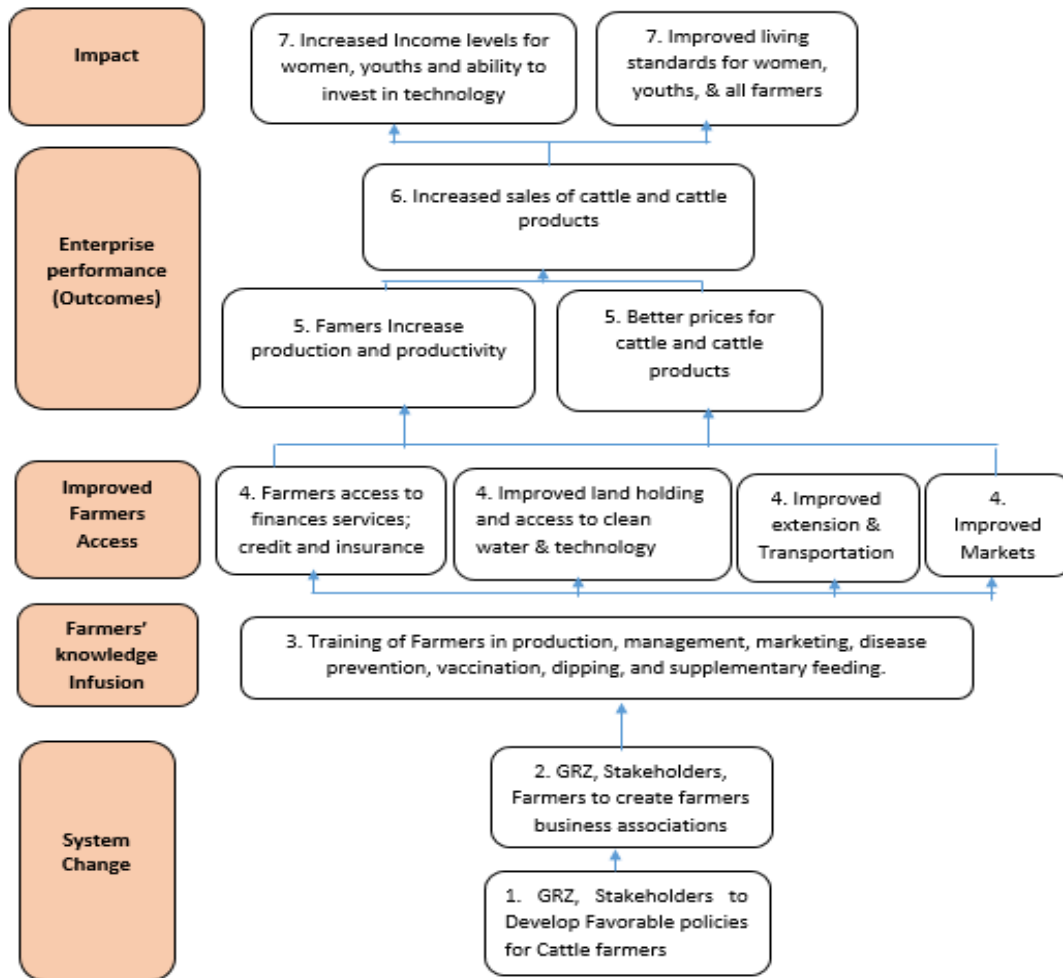 Impact
7. Increased Income levels for
women, youths and ability to
invest in technology
7. Improved living
standards for women,
youths, & all farmers
Enterprise
performance
(Outcomes)
6. Increased sales of cattle and cattle
products
5. Famers Increase
production and productivity
5. Better prices for
cattle and cattle
products
Improved
Farmers
Access
4. Farmers access to
finances services;
credit and insurance
4. Improved land holding
and access to clean
water & technology
4. Improved
extension &
Transportation
4.
Improved
Markets
Farmers’
knowledge
Infusion
3. Training of Farmers in production, management, marketing, disease
prevention, vaccination, dipping, and supplementary feeding.
System
Change
2. GRZ, Stakeholders,
Farmers to create farmers
business associations
1. GRZ, Stakeholders to
Develop Favorable policies
for Cattle farmers